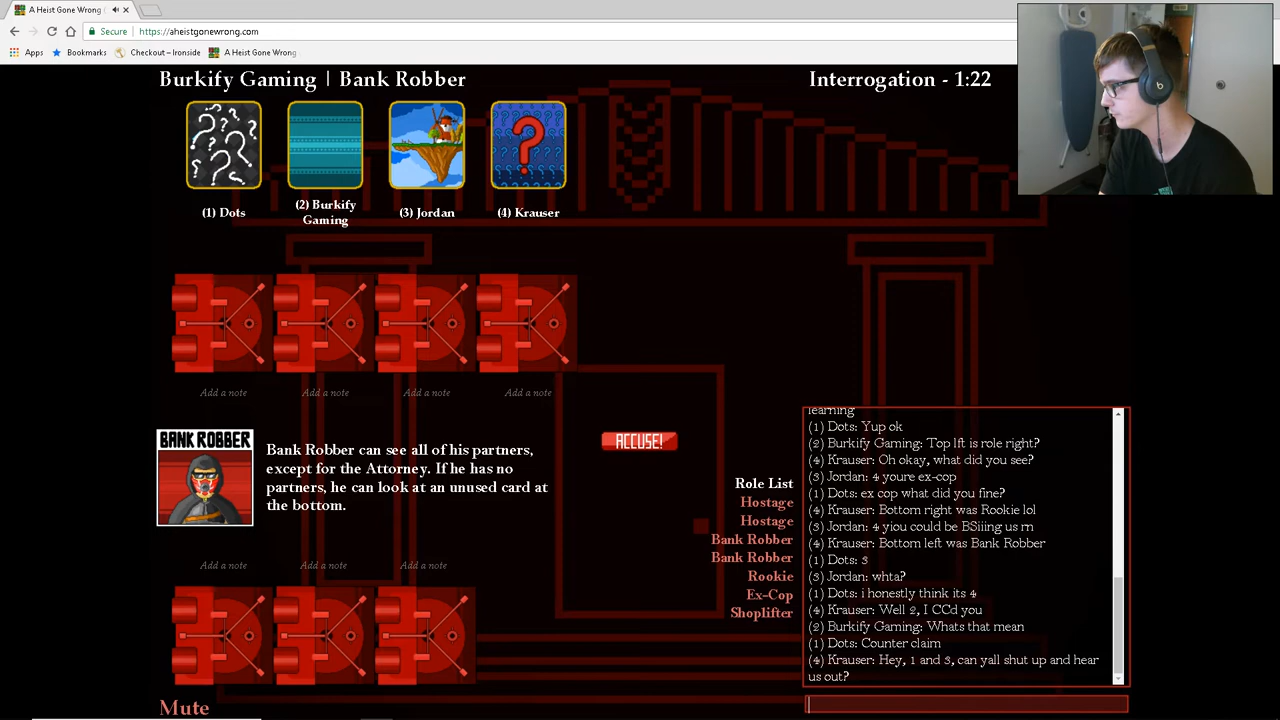 A Heist Gone Wrong
Secure
https://aheistgonewrong.com
Apps
Bookmarks
Checkout – Ironside
A Heist Gone Wrong
Burkify Gaming | Bank Robber
Interrogation - 1:22
(1) Dots
(2) Burkify
Gaming
(3) Jordan
(4) Krauser
Add a note
Add a note
Add a note
Add a note
BANK ROBBER
Bank Robber can see all of his partners,
except for the Attorney. If he has no
partners, he can look at an unused card at
the bottom.
ACCUSE!
Role List
Hostage
Hostage
Bank Robber
Bank Robber
Rookie
Ex-Cop
Shoplifter
Add a note
Add a note
Add a note
learning
(1) Dots: Yup ok
(2) Burkify Gaming: Top lft is role right?
(4) Krauser: Oh okay, what did you see?
(3) Jordan: 4 youre ex-cop
(1) Dots: ex cop what did you fine?
(4) Krauser: Bottom right was Rookie lol
(3) Jordan: 4 yiou could be BSiiing us rn
(4) Krauser: Bottom left was Bank Robber
(1) Dots: 3
(3) Jordan: whta?
(1) Dots: i honestly think its 4
(4) Krauser: Well 2, I CCd you
(2) Burkify Gaming: Whats that mean
(1) Dots: Counter claim
(4) Krauser: Hey, 1 and 3, can yall shut up and hear
us out?
Mute